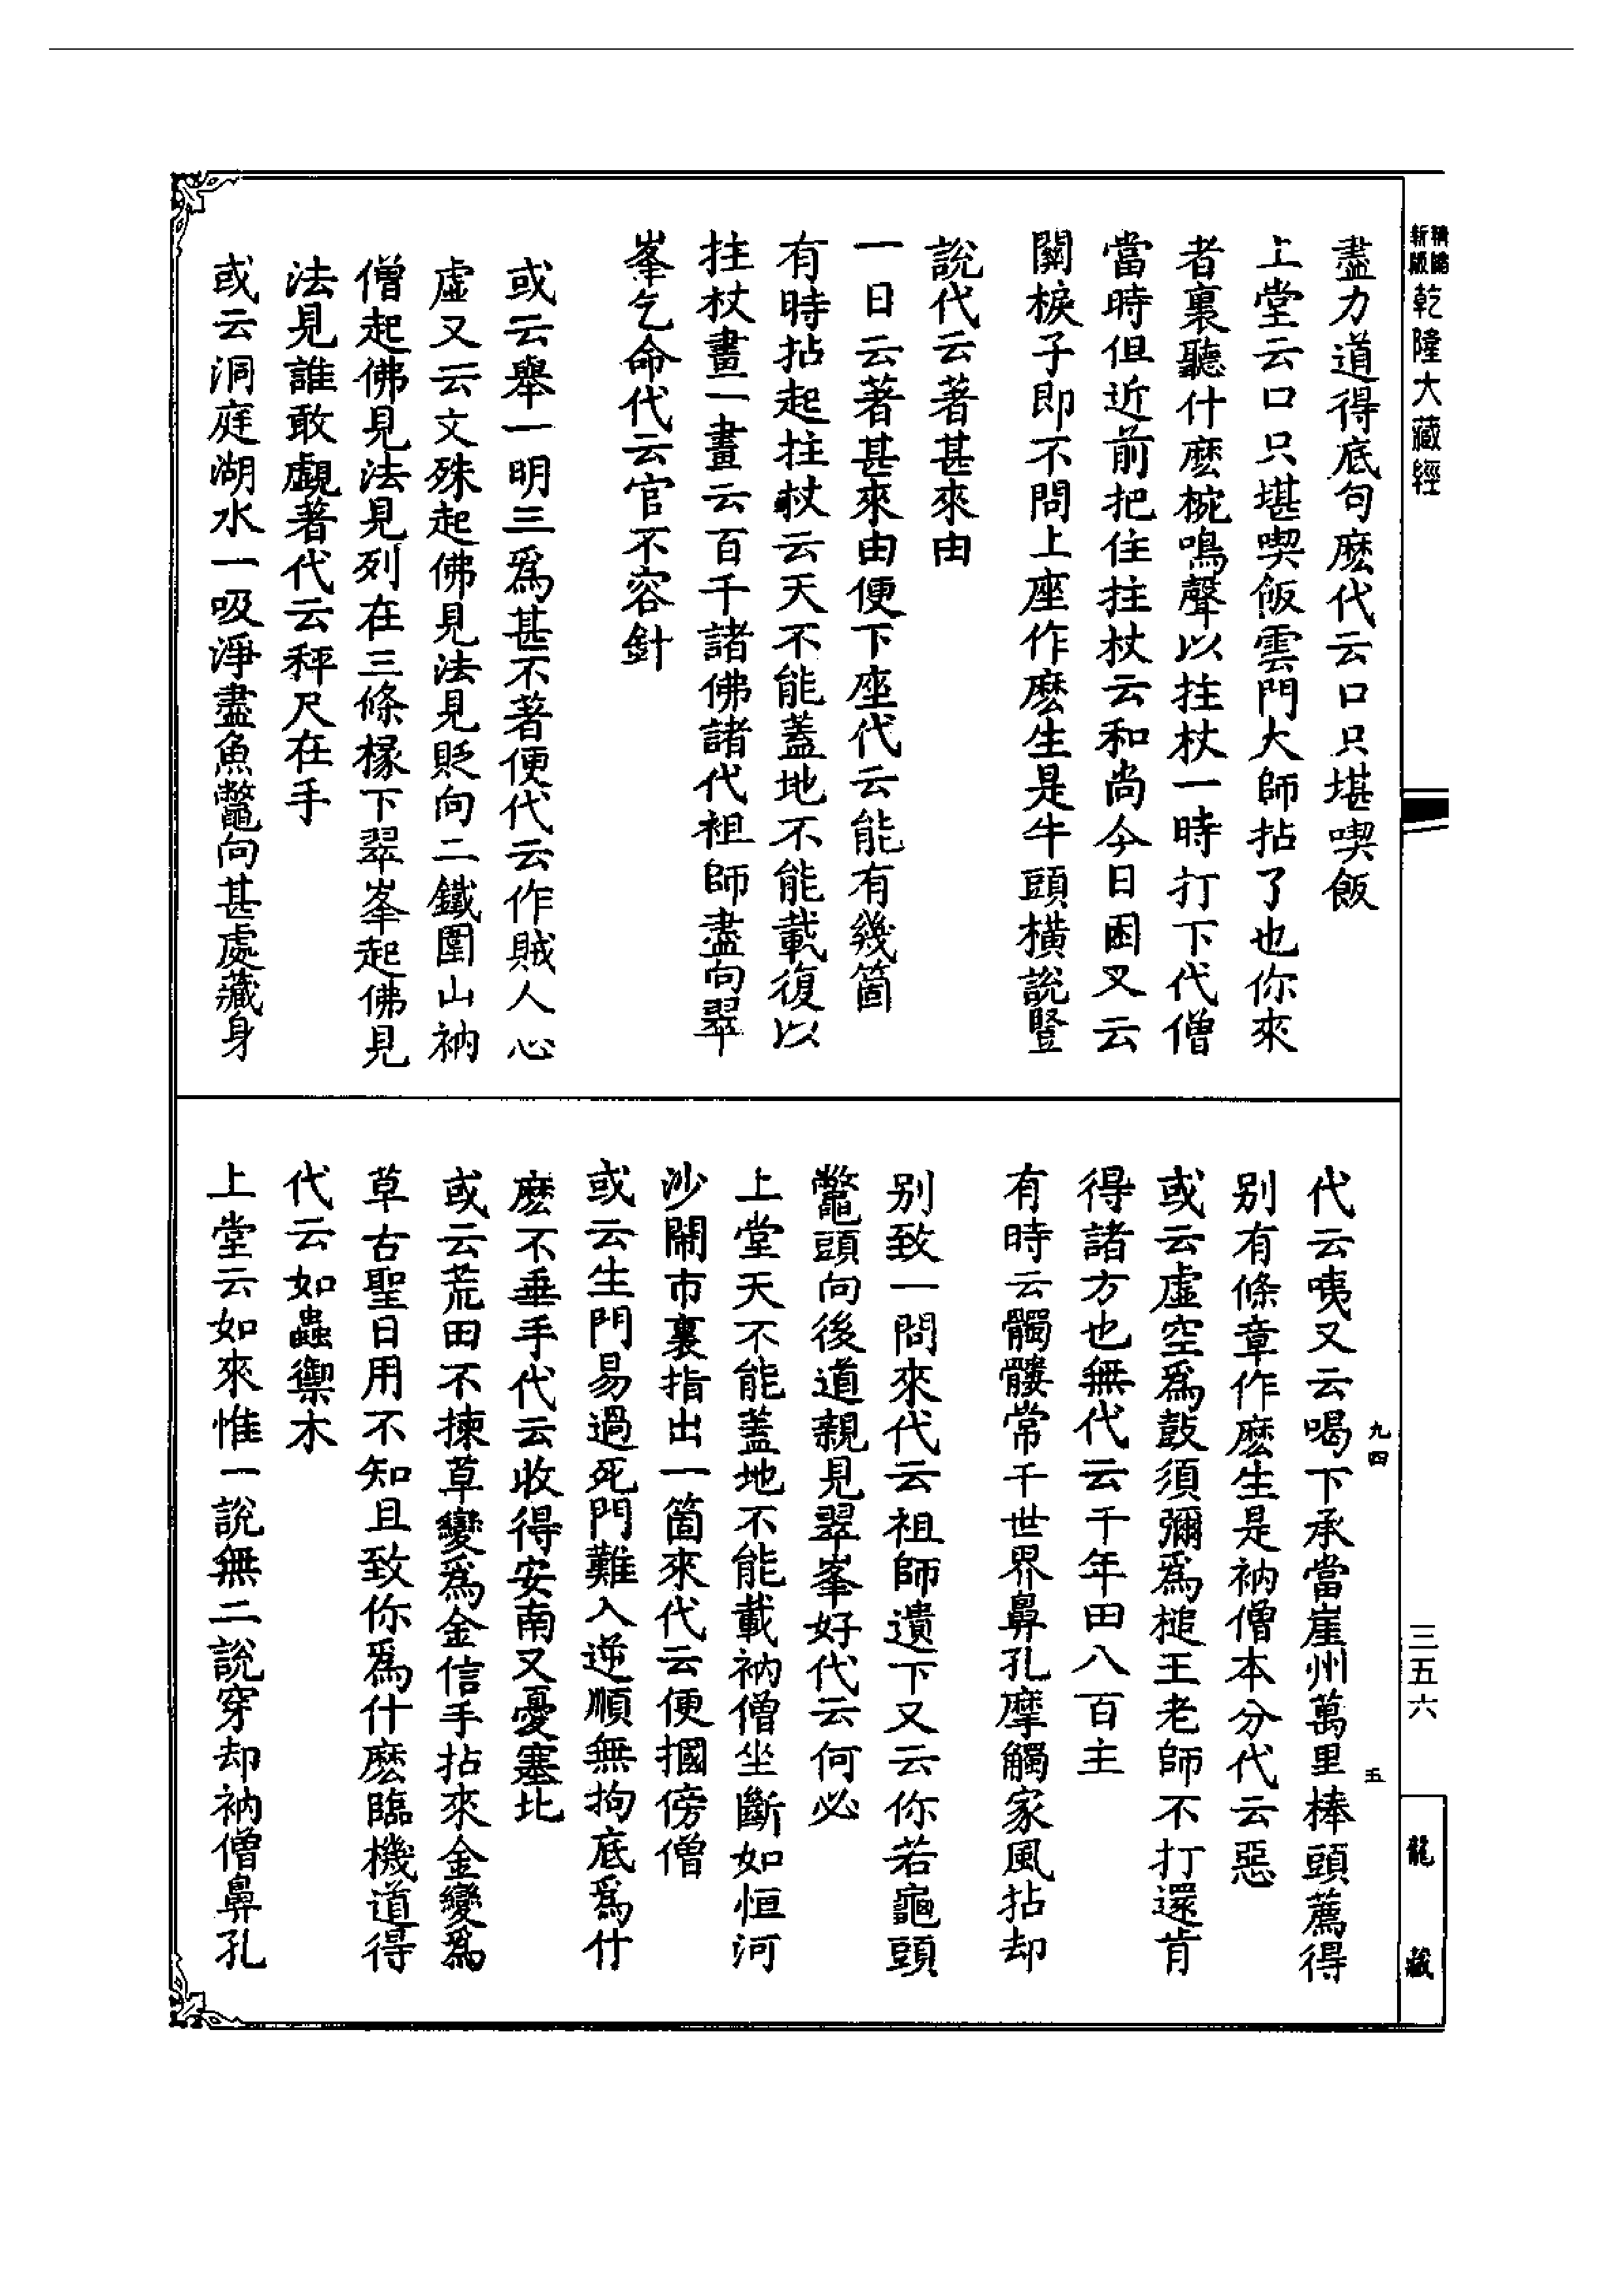 精縮新版乾隆大藏經
盡力道得底句麽代云口只堪喫飯
上堂云口只堪喫飯雲門大師拈了也你來
者裏聽什麽椀鳴聲以拄杖一時打下代僧
當時但近前把住拄杖云和尚今日困又云
關棙子即不問上座作麽生是牛頭橫說豎
說代云著甚來由
一日云著甚來由便下座代云能有幾箇
有時拈起拄杖云天不能蓋地不能載復以
拄杖畫一畫云百千諸佛諸代祖師盡向翠
峯乞命代云官不容針
或云舉一明三爲甚不著便代云作賊人心
虛又云文殊起佛見法見貶向二鐵圍山衲
僧起佛見法見列在三條椽下翠峯起佛見
法見誰敢覷著代云秤尺在手
或云洞庭湖水一吸淨盡魚鼈向甚處藏身
代云咦又云喝下承當崖州萬里棒頭薦得
别有條章作麽生是衲僧本分代云惡
或云虛空爲鼓須彌爲槌王老師不打還肯
得諸方也無代云千年田八百主
有時云髑髏常千世界鼻孔摩觸家風拈却
别致一問來代云祖師遺下又云你若龜頭
鼈頭向後道親見翠峯好代云何必
上堂天不能蓋地不能載衲僧坐斷如恒河
沙鬧市裏指出一箇來代云便摑傍僧
或云生門易過死門難入逆順無拘底爲什
麽不垂手代云收得安南又憂塞北
或云荒田不揀草變爲金信手拈來金變爲
草古聖日用不知且致你爲什麽臨機道得
代云如蟲禦木
上堂云如來惟一說無二說穿却衲僧鼻孔
九四
五
三五六
龍藏